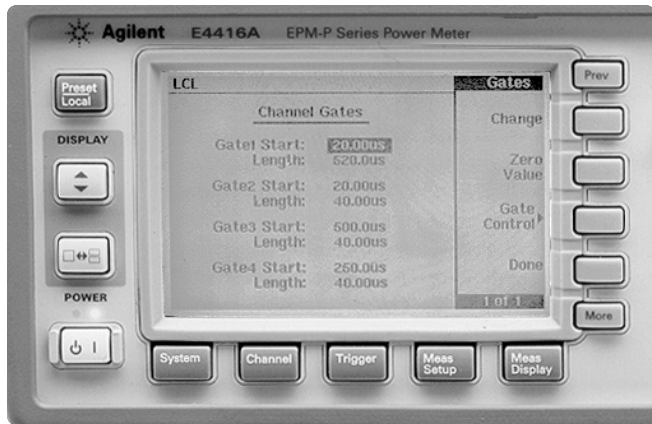 Agilent E4416A EPM-P Series Power Meter
Preset
Local
DISPLAY
POWER
LCL
Channel Gates
Gate1 Start: 20.00us
Length: 520.0us
Gate2 Start: 20.00us
Length: 40.00us
Gate3 Start: 500.0us
Length: 40.00us
Gate4 Start: 250.0us
Length: 40.00us
Gates
Change
Zero
Value
Gate
Control
Done
1 of 1
Prev
More
System
Channel
Trigger
Meas
Setup
Meas
Display